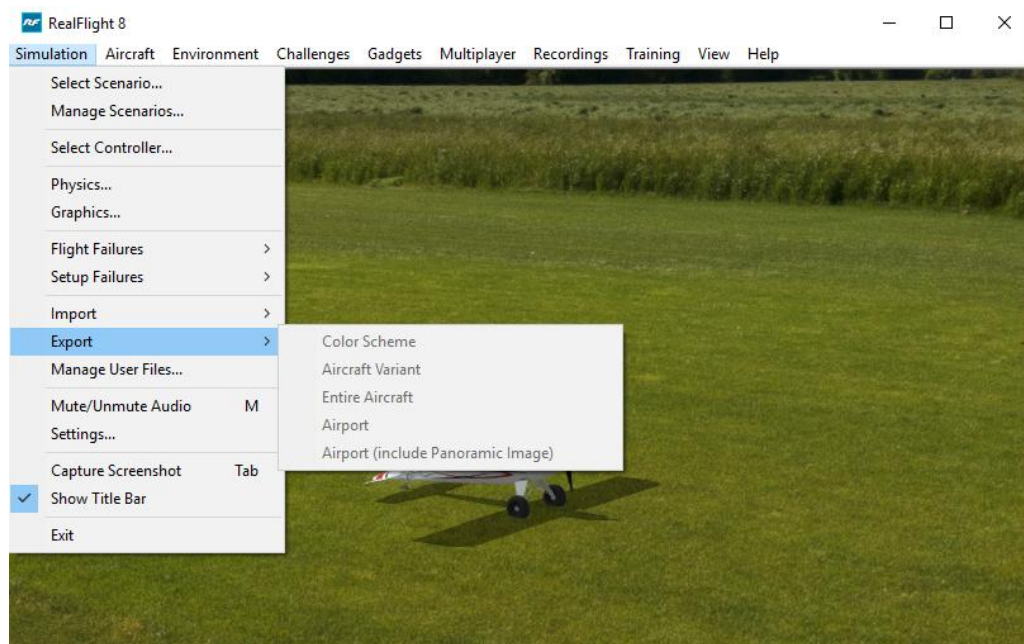 RealFlight 8
Simulation Aircraft Environment Challenges Gadgets Multiplayer Recordings Training View Help
Select Scenario...
Manage Scenarios...
Select Controller...
Physics...
Graphics...
Flight Failures
Setup Failures
Import
Export
Manage User Files...
Mute/Unmute Audio M
Settings...
Capture Screenshot Tab
Show Title Bar
Exit
Color Scheme
Aircraft Variant
Entire Aircraft
Airport
Airport (include Panoramic Image)